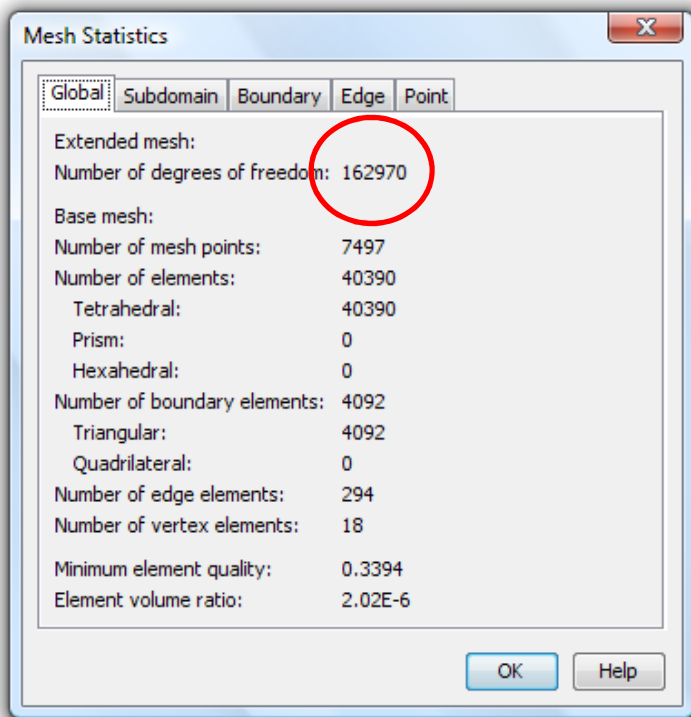 Mesh Statistics
Global Subdomain Boundary Edge Point
Extended mesh:
Number of degrees of freedom: 162970
Base mesh:
Number of mesh points: 7497
Number of elements: 40390
Tetrahedral: 40390
Prism: 0
Hexahedral: 0
Number of boundary elements: 4092
Triangular: 4092
Quadrilateral: 0
Number of edge elements: 294
Number of vertex elements: 18
Minimum element quality: 0.3394
Element volume ratio: 2.02E-6
OK Help